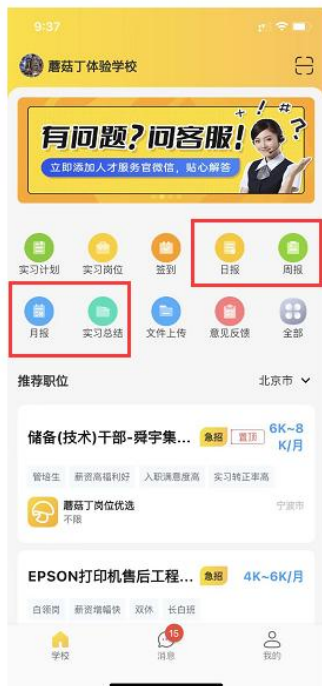 9:37
蘑菇丁体验学校
有问题?问客服!
立即添加人才服务官微信，贴心解答
实习计划 实习岗位 签到 日报 周报
月报 实习总结 文件上传 意见反馈 全部
推荐职位 北京市
储备(技术)干部-舜宇集... 急招 置顶 6K~8
K/月
管培生 薪资高福利好 入职满意度高 实习转正率高
蘑菇丁岗位优选 宁波市
不限
EPSON打印机售后工程... 急招 4K~6K/月
白领岗 薪资增幅快 双休 长白班
15
学校 消息 我的